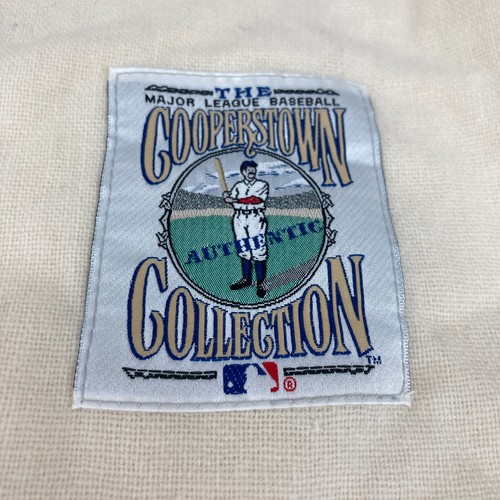 THE
MAJOR LEAGUE BASEBALL
COOPERSTOWN
AUTHENTIC
COLLECTION
TM
®